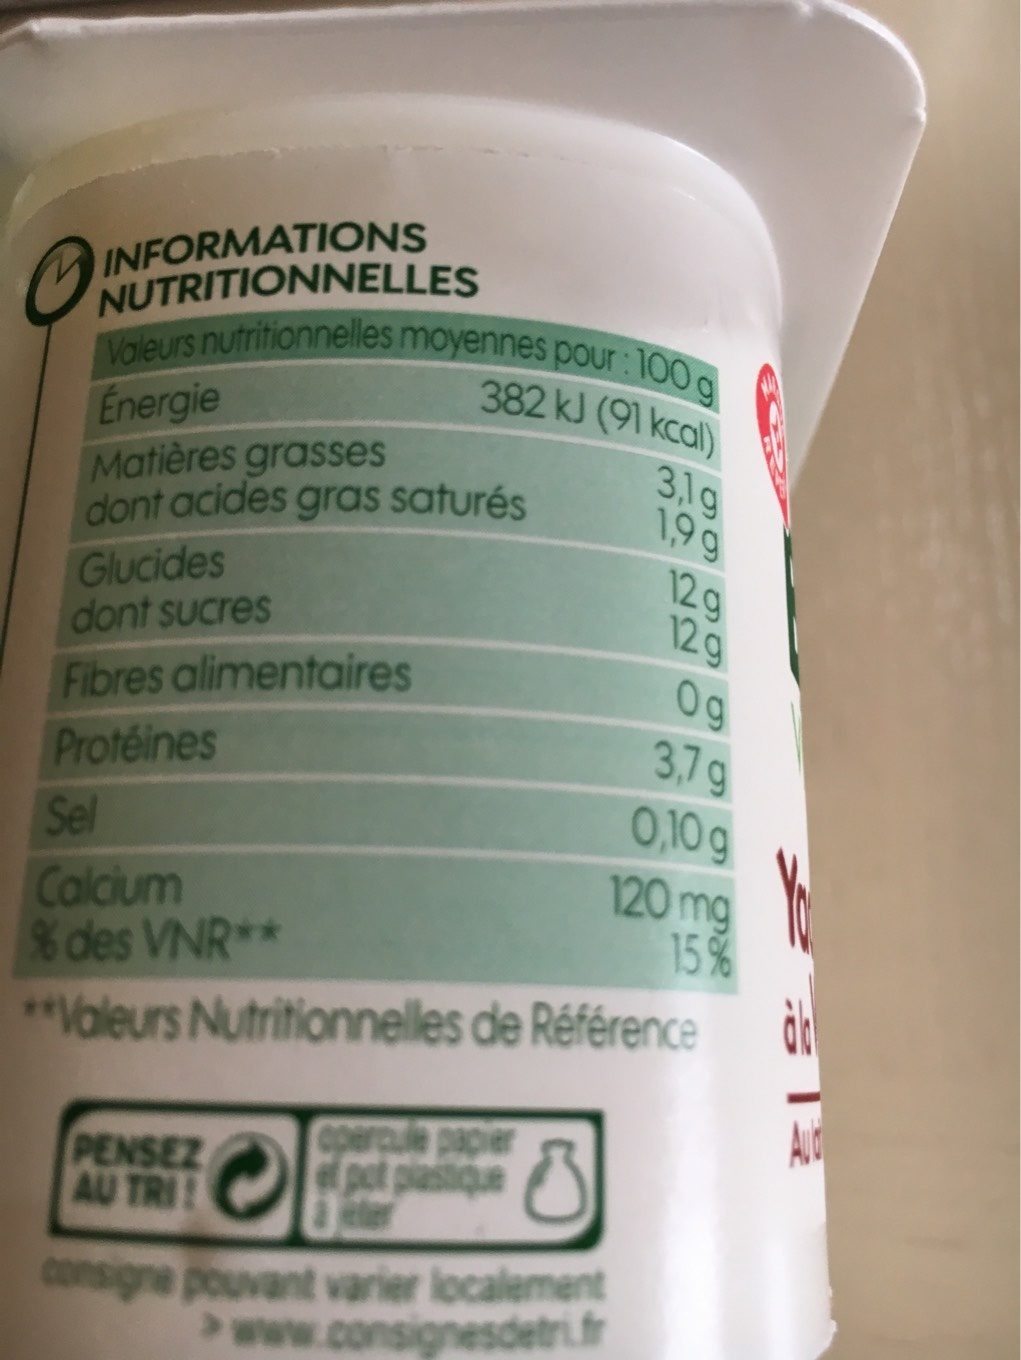 INFORMATIONS
NUTRITIONNELLES
Valeurs nutritionnelles moyennes pour : 100 g
Énergie 382 kJ (91 kcal)
Matières grasses 3,1 g
dont acides gras saturés 1,9 g
Glucides 12 g
dont sucres 12 g
Fibres alimentaires 0 g
Protéines 3,7 g
Sel 0,10 g
Calcium 120 mg
% des VNR** 15 %
**Valeurs Nutritionnelles de Référence
PENSEZ
AU TRI !
opercule papier
et pot plastique
à jeter
consigne pouvant varier localement
> www.consignesdetri.fr
Ya
à la
Au